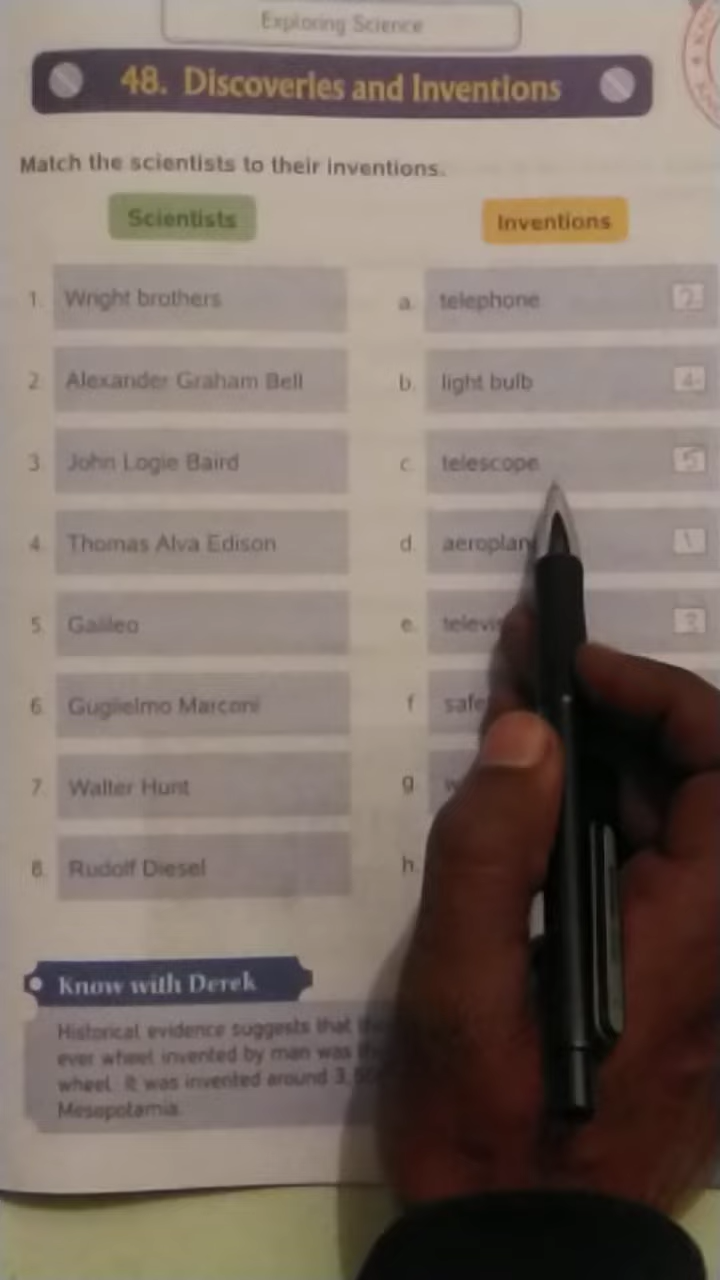 Exploring Science
48. Discoveries and Inventions
Match the scientists to their inventions.
Scientists Inventions
1. Wright brothers a. telephone 2
2. Alexander Graham Bell b. light bulb 4
3. John Logie Baird c. telescope 5
4. Thomas Alva Edison d. aeroplan 1
5. Galileo e. televis 3
6. Guglielmo Marconi f. safe
7. Walter Hunt g.
8. Rudolf Diesel h.
Know with Derek
Historical evidence suggests that
ever wheel invented by man was
wheel. It was invented around 3,
Mesopotamia.